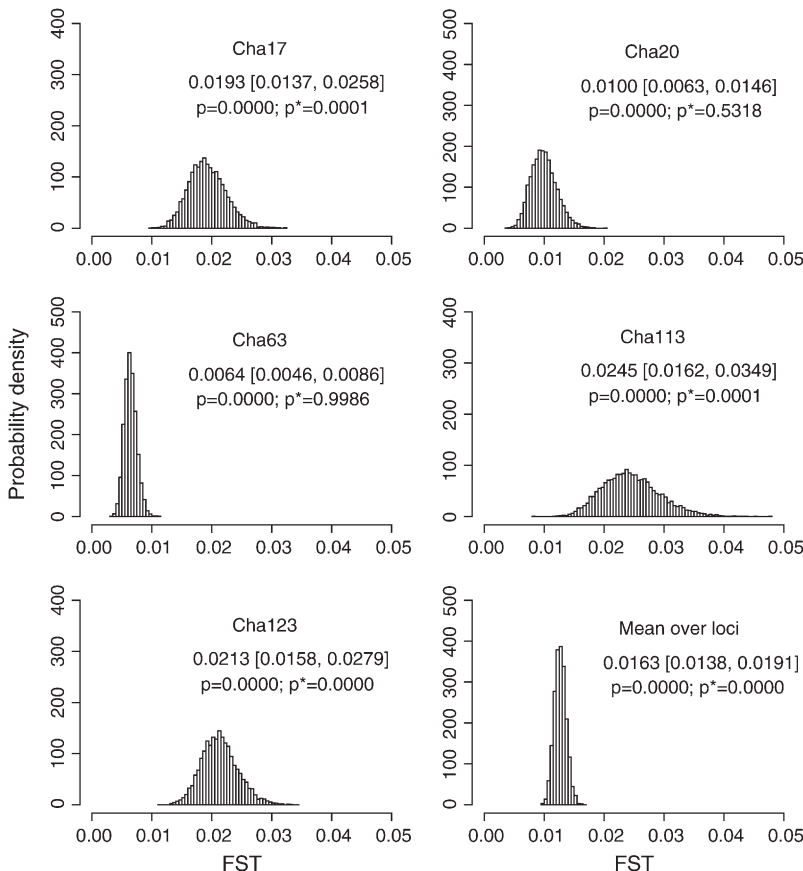 Probability density
400
300
200
100
0
Cha17
0.0193 [0.0137, 0.0258]
p=0.0000; p*=0.0001
0.00 0.01 0.02 0.03 0.04 0.05
500
400
300
200
100
0
Cha20
0.0100 [0.0063, 0.0146]
p=0.0000; p*=0.5318
0.00 0.01 0.02 0.03 0.04 0.05
500
400
300
200
100
0
Cha63
0.0064 [0.0046, 0.0086]
p=0.0000; p*=0.9986
0.00 0.01 0.02 0.03 0.04 0.05
400
300
200
100
0
Cha113
0.0245 [0.0162, 0.0349]
p=0.0000; p*=0.0001
0.00 0.01 0.02 0.03 0.04 0.05
400
300
200
100
0
Cha123
0.0213 [0.0158, 0.0279]
p=0.0000; p*=0.0000
0.00 0.01 0.02 0.03 0.04 0.05
FST
500
400
300
200
100
0
Mean over loci
0.0163 [0.0138, 0.0191]
p=0.0000; p*=0.0000
0.00 0.01 0.02 0.03 0.04 0.05
FST